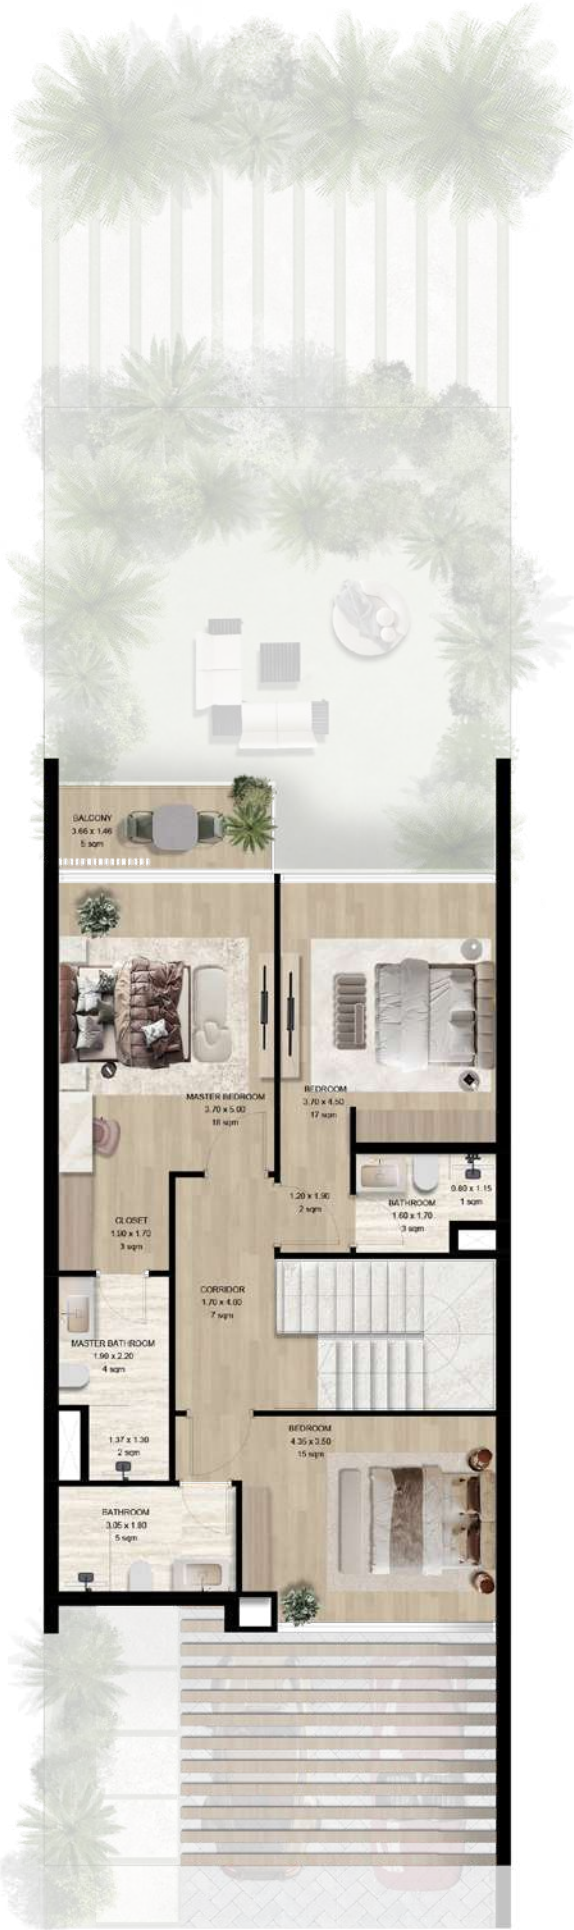 BALCONY
3.66 x 1.46
5 sqm
MASTER BEDROOM
3.70 x 5.00
18 sqm
BEDROOM
3.70 x 4.50
17 sqm
1.20 x 1.90
2 sqm
BATHROOM
1.60 x 1.70
3 sqm
0.80 x 1.15
1 sqm
CLOSET
1.90 x 1.70
3 sqm
CORRIDOR
1.70 x 4.80
7 sqm
MASTER BATHROOM
1.90 x 2.20
4 sqm
1.37 x 1.30
2 sqm
BEDROOM
4.35 x 3.50
15 sqm
BATHROOM
3.05 x 1.80
5 sqm